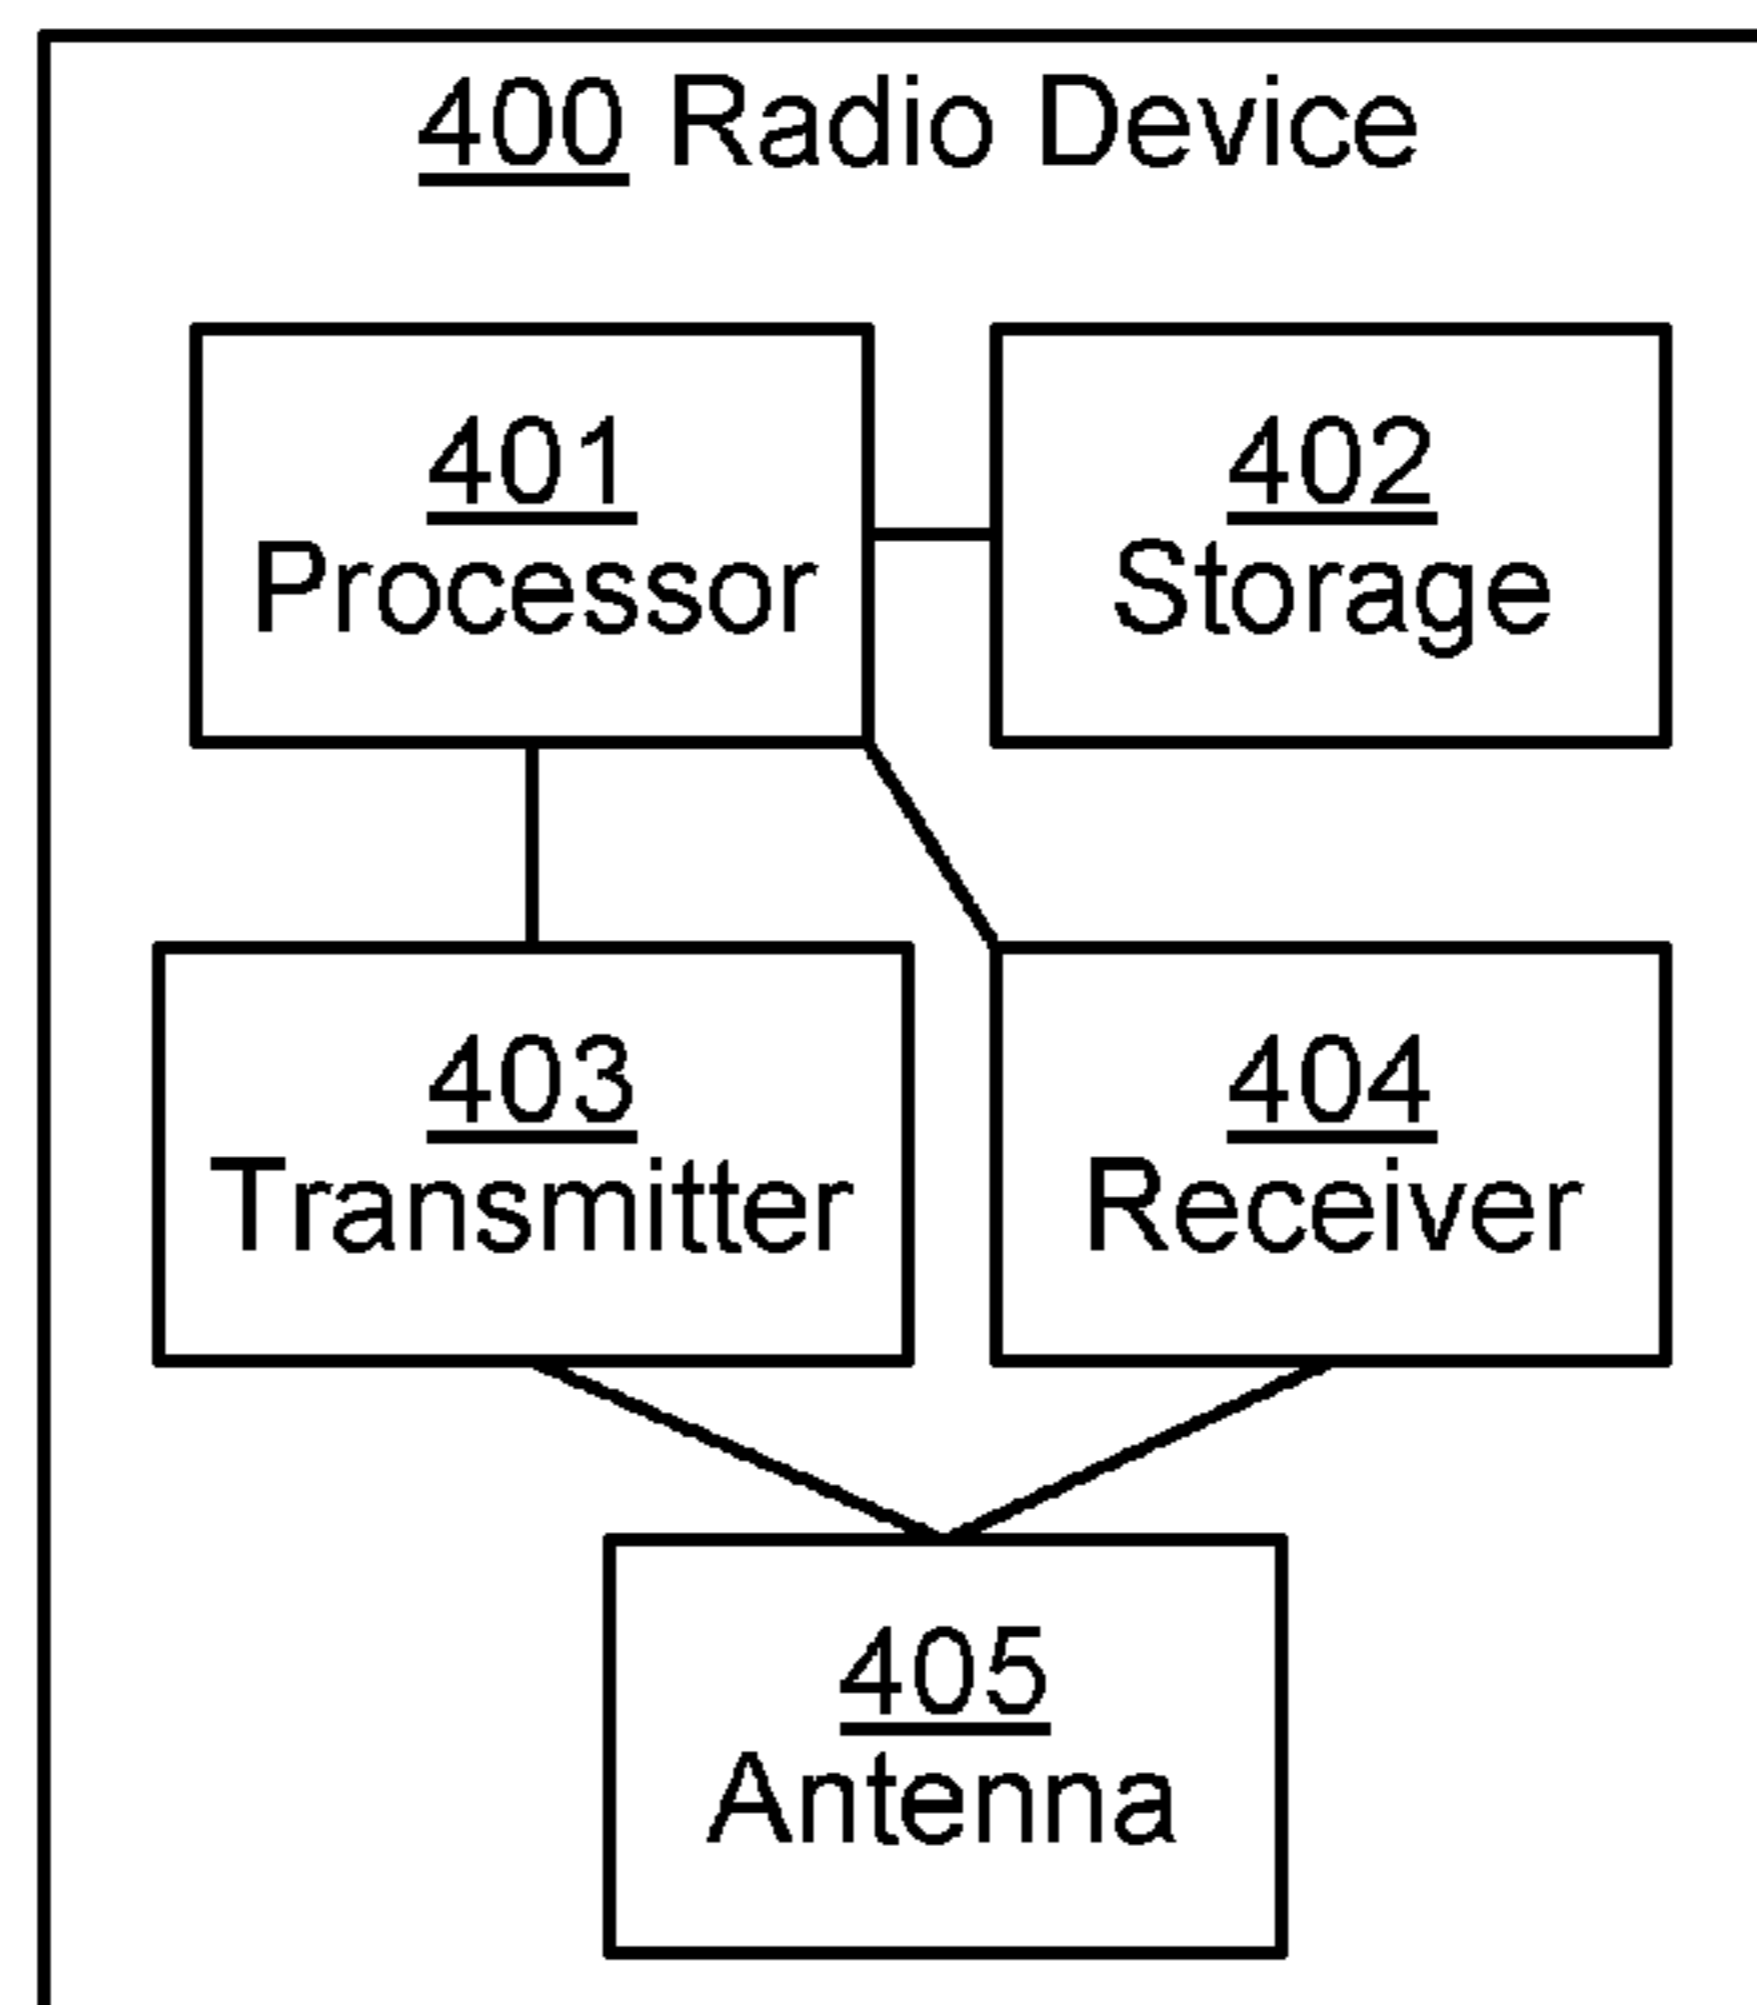 400 Radio Device
401
Processor
402
Storage
403
Transmitter
404
Receiver
405
Antenna